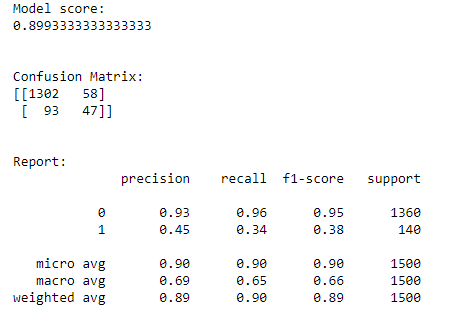 Model score:
0.8993333333333333
Confusion Matrix:
[[1302   58]
 [  93   47]]
Report:
              precision    recall  f1-score   support
           0       0.93      0.96      0.95      1360
           1       0.45      0.34      0.38       140
   micro avg       0.90      0.90      0.90      1500
   macro avg       0.69      0.65      0.66      1500
weighted avg       0.89      0.90      0.89      1500